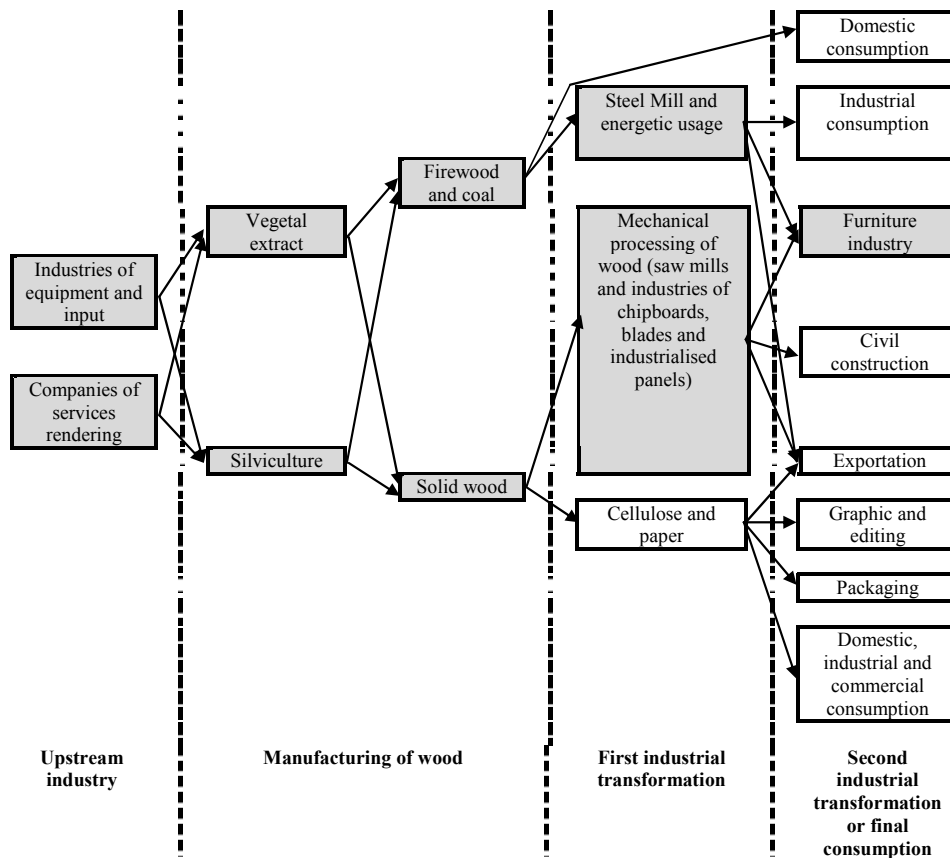 Domestic
consumption
Steel Mill and
energetic usage
Industrial
consumption
Firewood
and coal
Vegetal
extract
Mechanical
processing of
wood (saw mills
and industries of
chipboards,
blades and
industrialised
panels)
Furniture
industry
Industries of
equipment and
input
Civil
construction
Companies of
services
rendering
Silviculture
Solid wood
Exportation
Cellulose and
paper
Graphic and
editing
Packaging
Domestic,
industrial and
commercial
consumption
Upstream
industry
Manufacturing of wood
First industrial
transformation
Second
industrial
transformation
or final
consumption